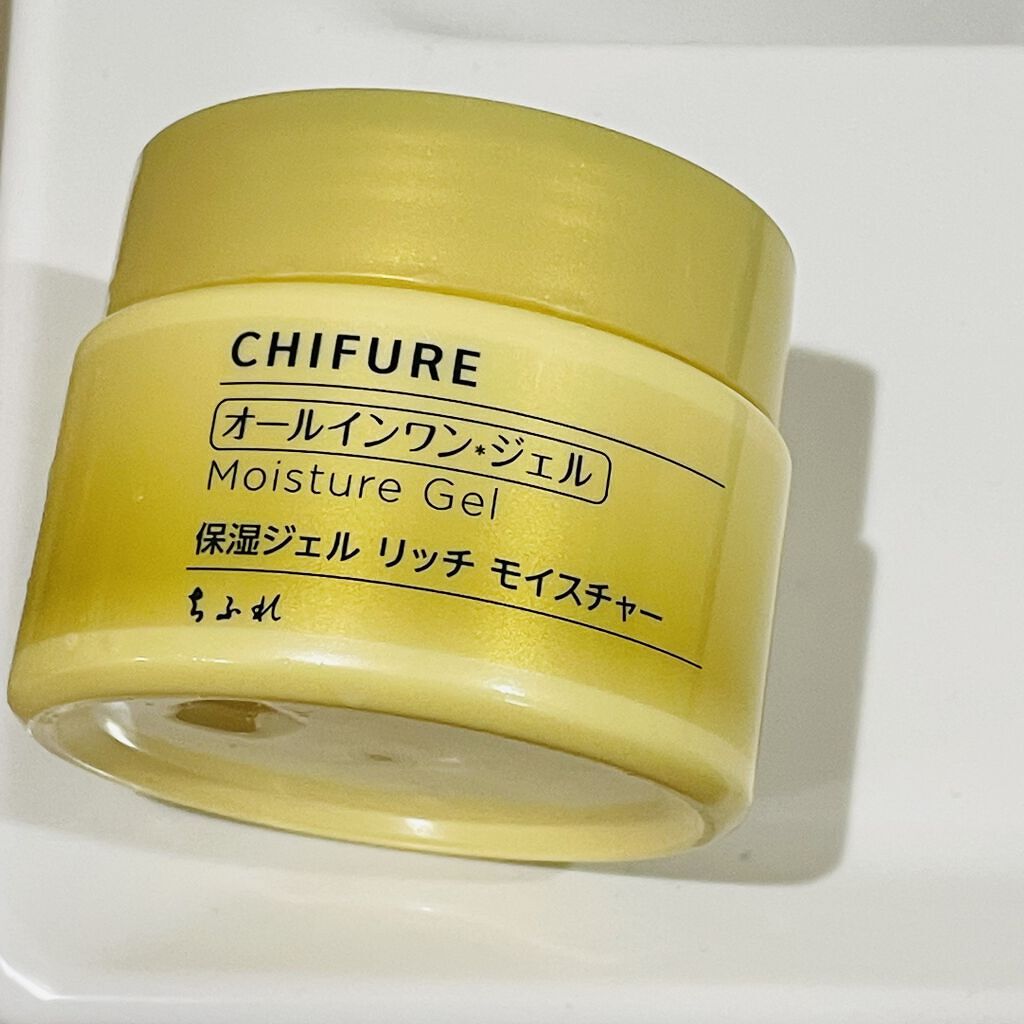 CHIFURE
オールインワン*ジェル
Moisture Gel
保湿ジェル リッチ モイスチャー
ちふれ